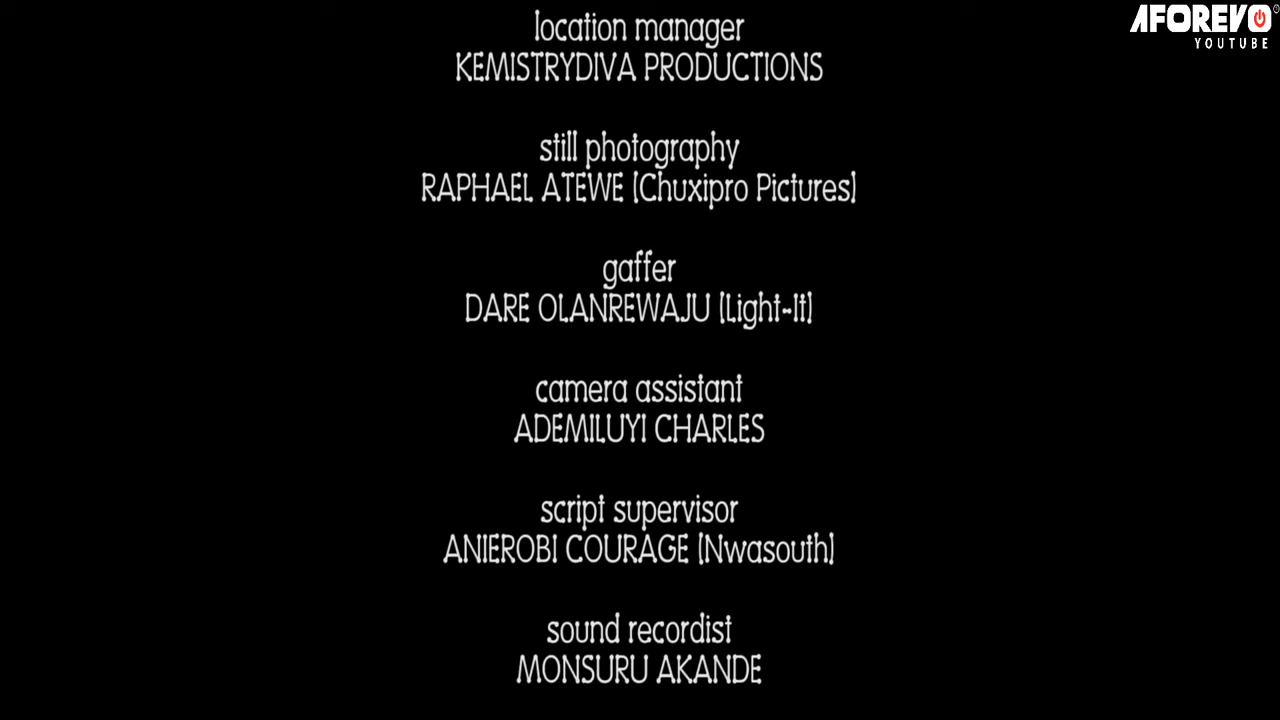 AFOREVO
YOUTUBE
location manager
KEMISTRYDIVA PRODUCTIONS
still photography
RAPHAEL ATEWE (Chuxipro Pictures)
gaffer
DARE OLANREWAJU (Light-It)
camera assistant
ADEMILUYI CHARLES
script supervisor
ANIEROBI COURAGE (Nwasouth)
sound recordist
MONSURU AKANDE